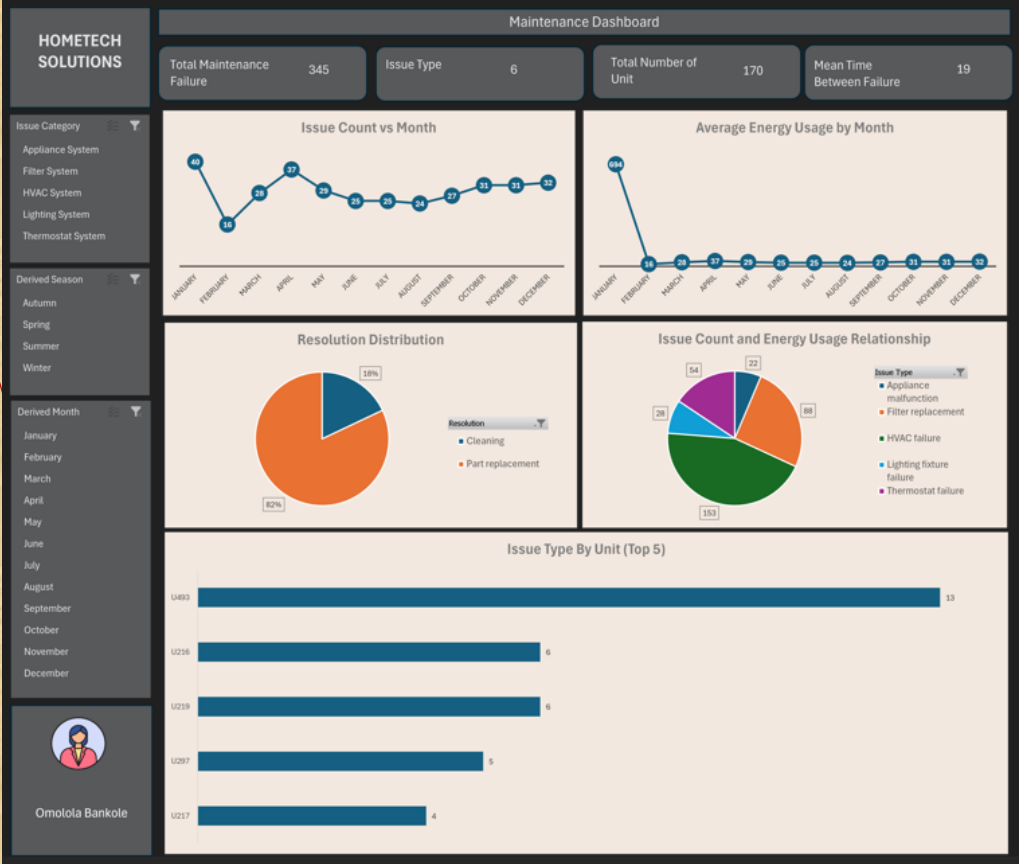 HOMETECH
SOLUTIONS
Maintenance Dashboard
Total Maintenance
Failure
345
Issue Type
6
Total Number of
Unit
170
Mean Time
Between Failure
19
Issue Category
Appliance System
Filter System
HVAC System
Lighting System
Thermostat System
Derived Season
Autumn
Spring
Summer
Winter
Derived Month
January
February
March
April
May
June
July
August
September
October
November
December
Omolola Bankole
Issue Count vs Month
40
16
28
37
29
25
25
24
27
31
31
32
JANUARY
FEBRUARY
MARCH
APRIL
MAY
JUNE
JULY
AUGUST
SEPTEMBER
OCTOBER
NOVEMBER
DECEMBER
Average Energy Usage by Month
694
16
28
37
29
25
25
24
27
31
31
32
JANUARY
FEBRUARY
MARCH
APRIL
MAY
JUNE
JULY
AUGUST
SEPTEMBER
OCTOBER
NOVEMBER
DECEMBER
Resolution Distribution
18%
82%
Resolution
Cleaning
Part replacement
Issue Count and Energy Usage Relationship
22
54
88
28
153
Issue Type
Appliance
malfunction
Filter replacement
HVAC failure
Lighting fixture
failure
Thermostat failure
Issue Type By Unit (Top 5)
U493
13
U216
6
U219
6
U297
5
U217
4